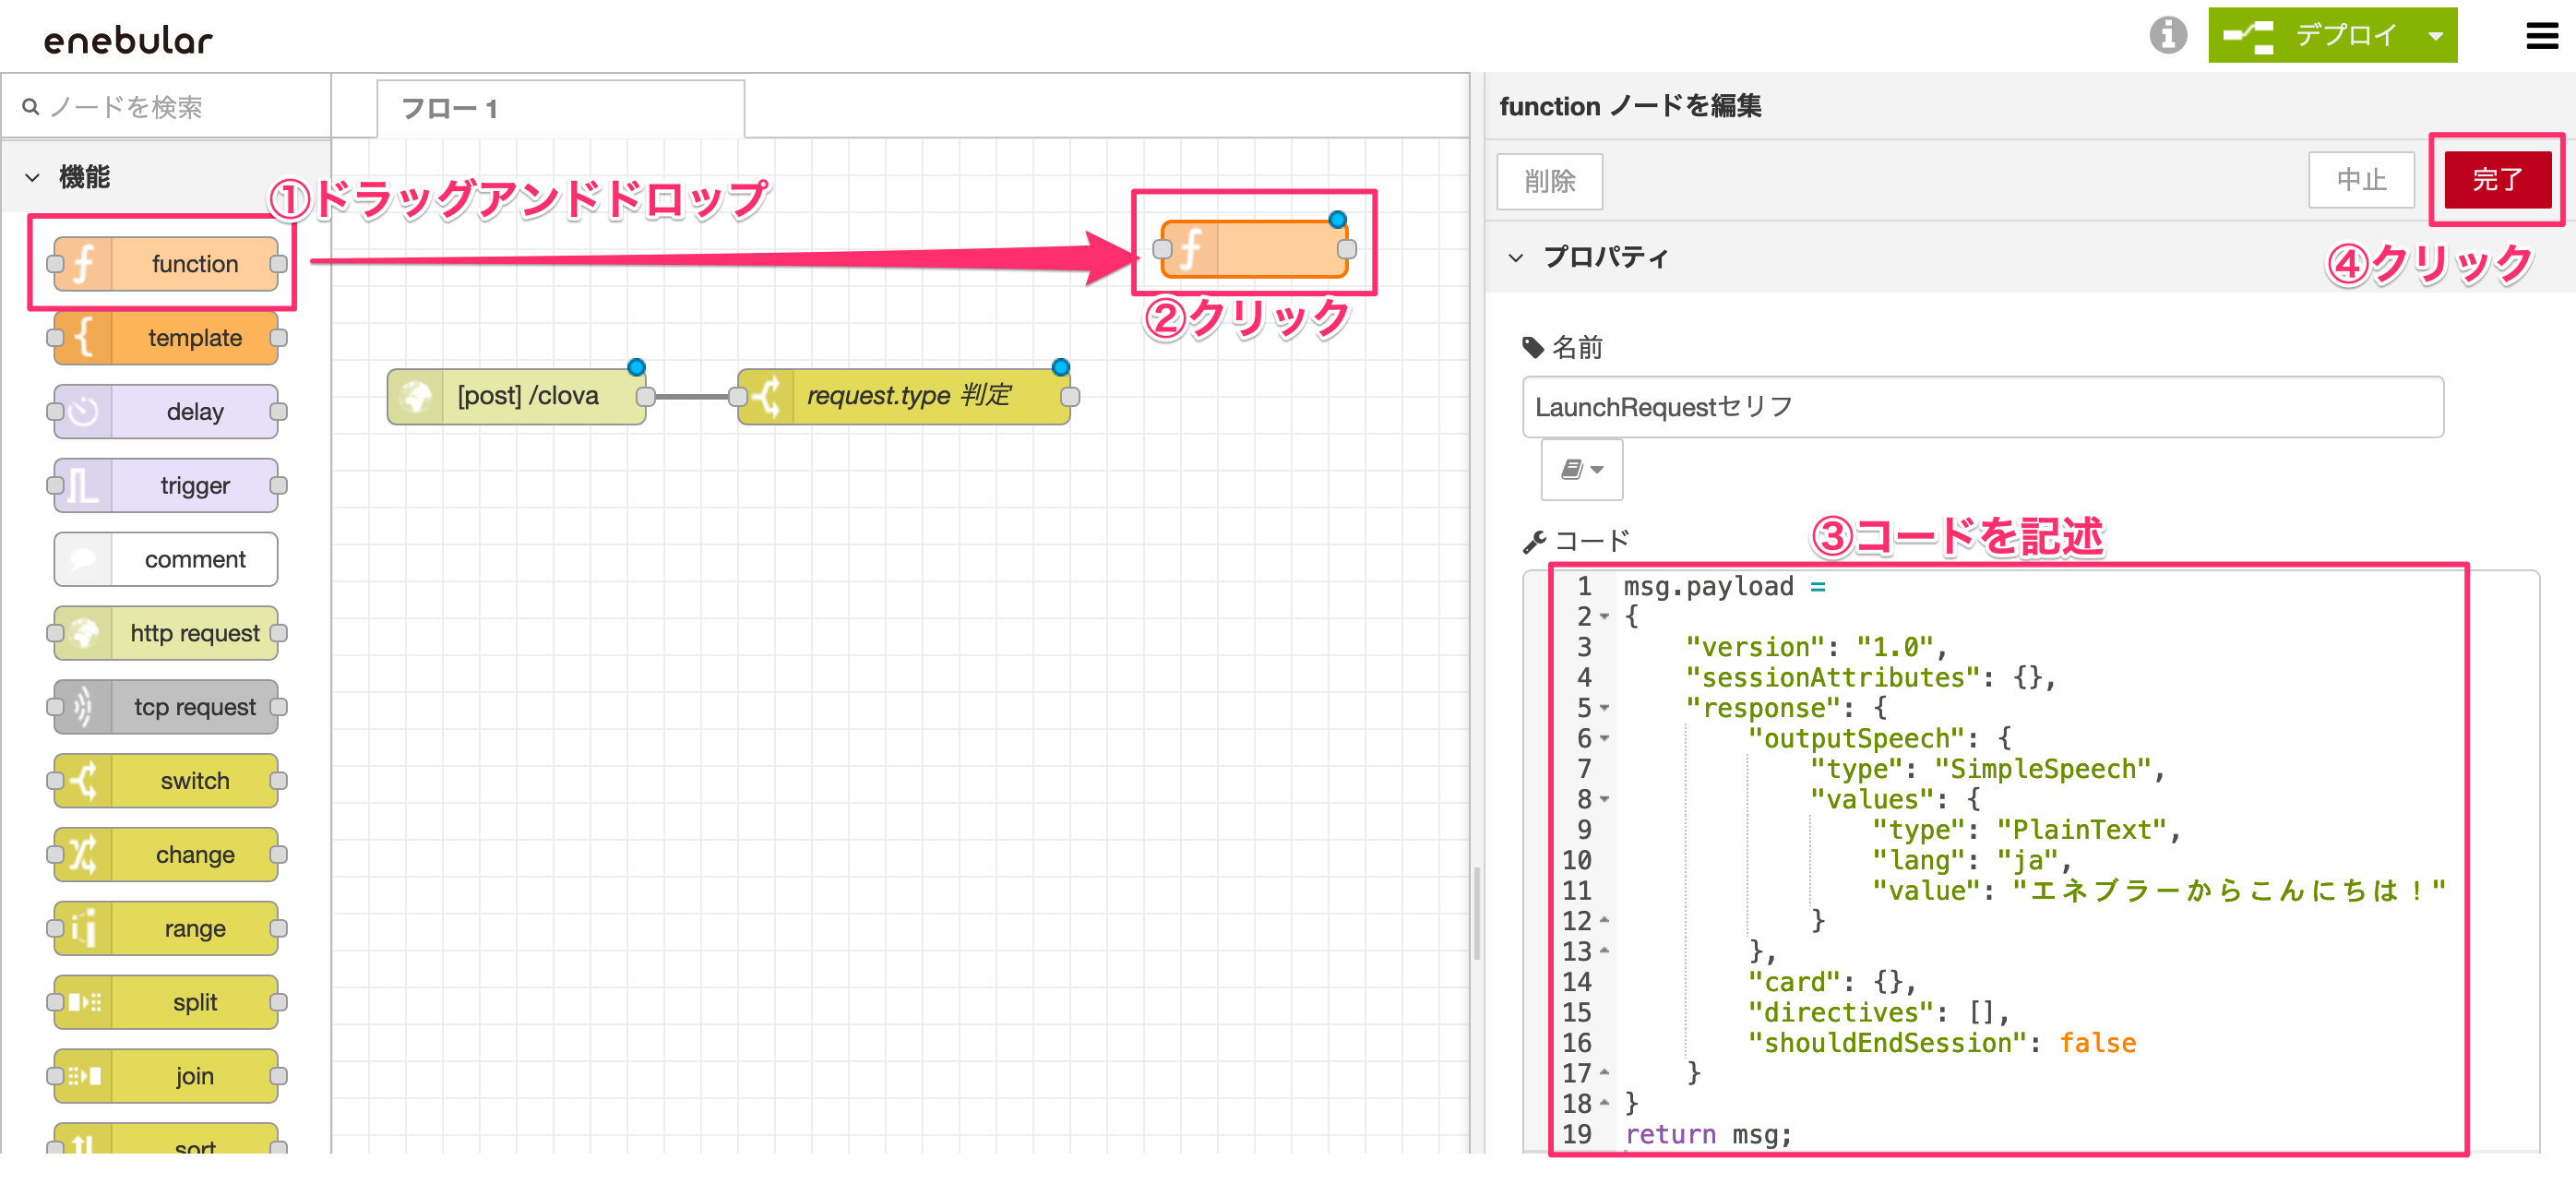 enebular
デプロイ
ノードを検索
フロー 1
機能
①ドラッグアンドドロップ
function
template
delay
trigger
comment
http request
tcp request
switch
change
range
split
join
sort
②クリック
[post] /clova
request.type 判定
function ノードを編集
削除
中止
完了
④クリック
プロパティ
名前
LaunchRequestセリフ
コード
③コードを記述
1 msg.payload =
2 {
3 "version": "1.0",
4 "sessionAttributes": {},
5 "response": {
6 "outputSpeech": {
7 "type": "SimpleSpeech",
8 "values": {
9 "type": "PlainText",
10 "lang": "ja",
11 "value": "エネブラーからこんにちは！"
12 }
13 },
14 "card": {},
15 "directives": [],
16 "shouldEndSession": false
17 }
18 }
19 return msg;